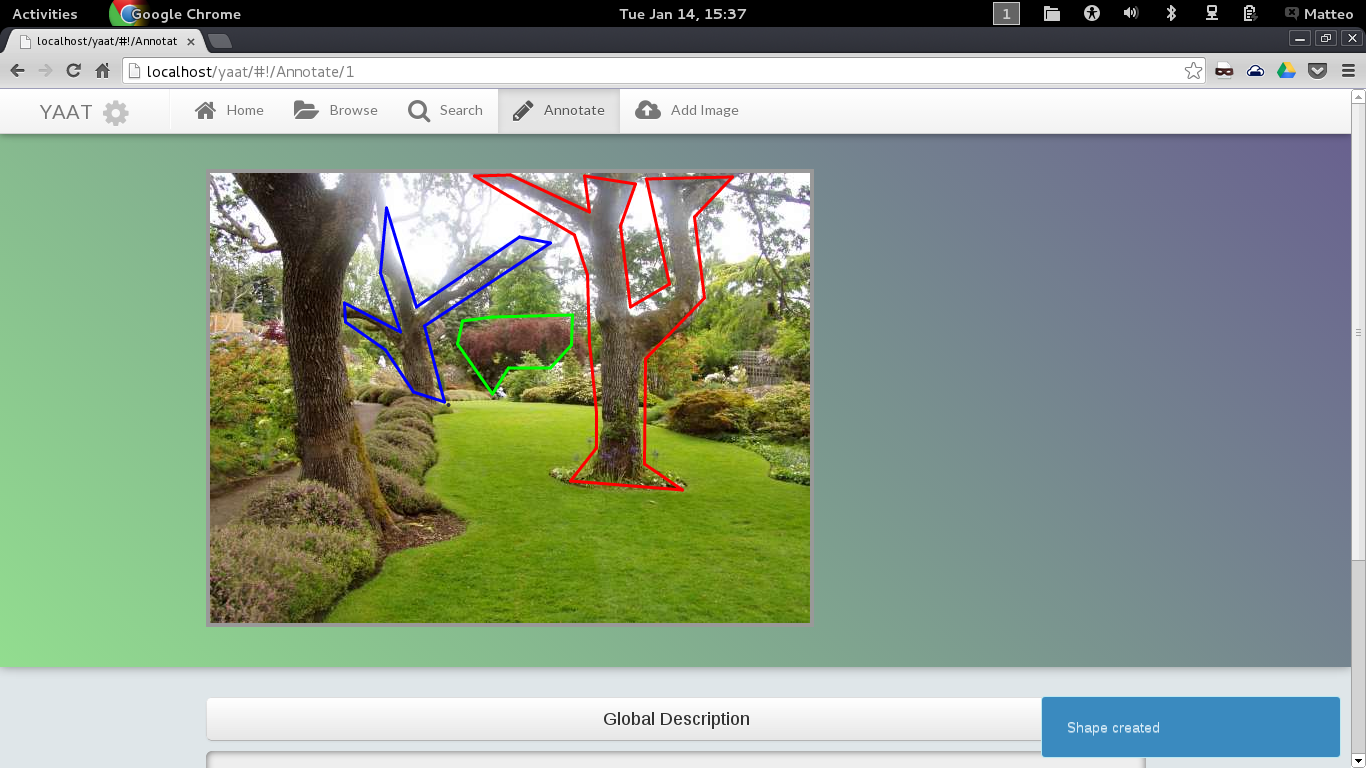 Activities
Google Chrome
Tue Jan 14, 15:37
1
Matteo
localhost/yaat/#!/Annotat
localhost/yaat/#!/Annotate/1
YAAT
Home
Browse
Search
Annotate
Add Image
Global Description
Shape created